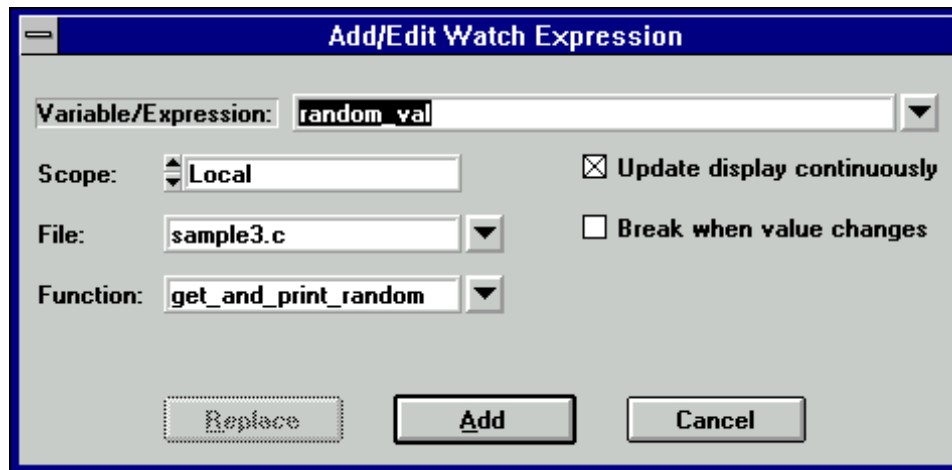 Add/Edit Watch Expression
Variable/Expression: random_val
Scope: Local
Update display continuously
File: sample3.c
Break when value changes
Function: get_and_print_random
Replace Add Cancel